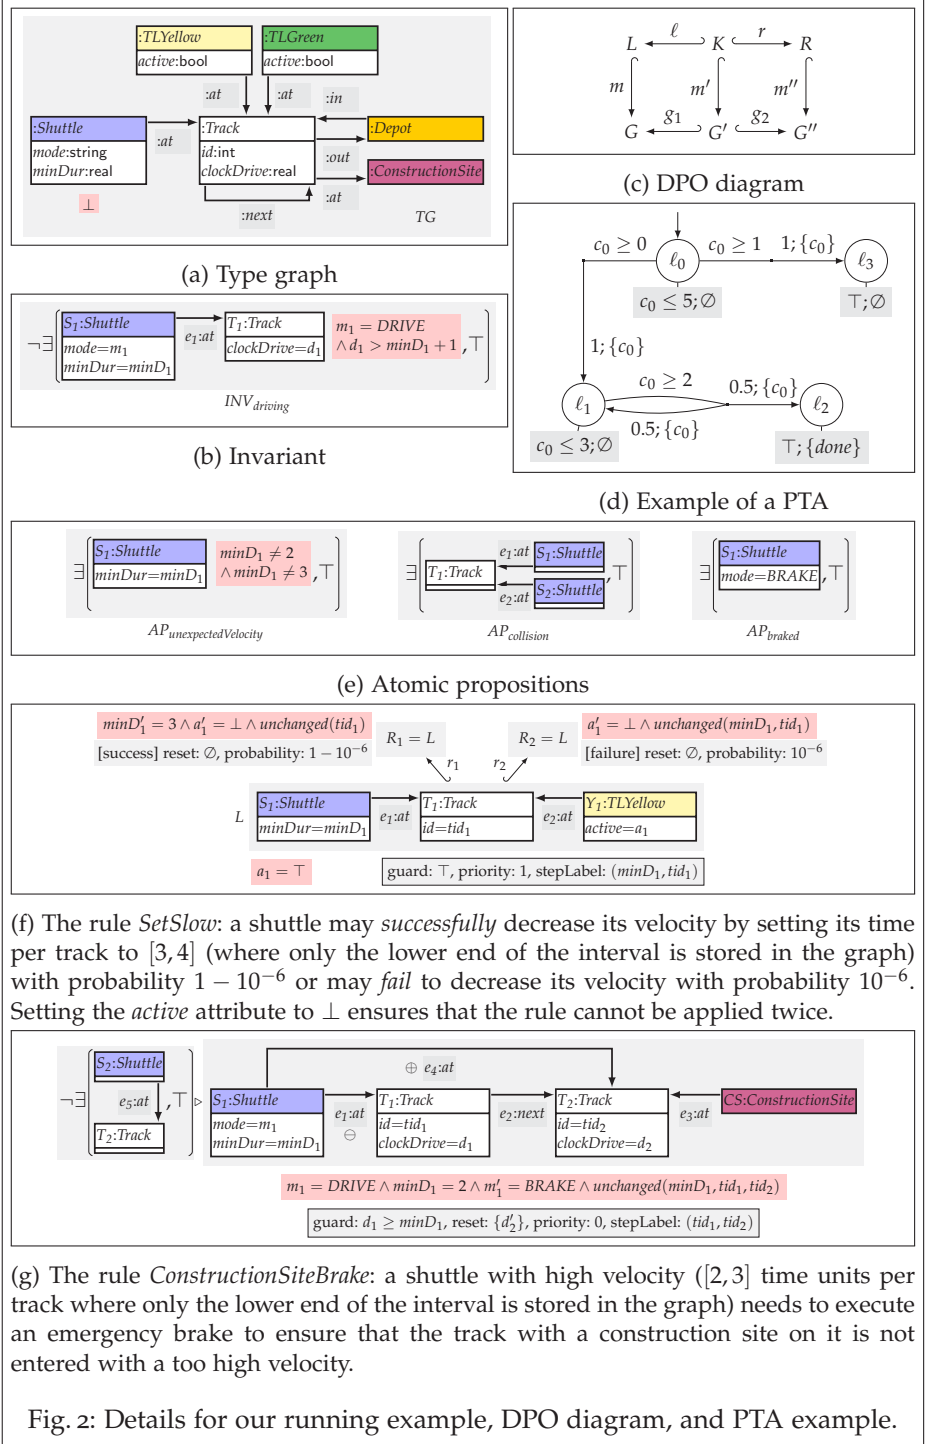 :TLYellow
active:bool
:TLGreen
active:bool
:at
:at
:in
:Shuttle
mode:string
minDur:real
⊥
:at
:Track
id:int
clockDrive:real
:next
:Depot
:out
:ConstructionSite
:at
TG
(a) Type graph
L ℓ K r R
m m′ m″
G g₁ G′ g₂ G″
(c) DPO diagram
¬∃
S₁:Shuttle
mode=m₁
minDur=minD₁
e₁:at
T₁:Track
clockDrive=d₁
m₁ = DRIVE
∧ d₁ > minD₁ + 1
,⊤
INV_driving
(b) Invariant
c₀ ≥ 0
ℓ₀
c₀ ≥ 1
1; {c₀}
ℓ₃
c₀ ≤ 5; ∅
⊤; ∅
1; {c₀}
c₀ ≥ 2
ℓ₁
0.5; {c₀}
ℓ₂
0.5; {c₀}
c₀ ≤ 3; ∅
⊤; {done}
(d) Example of a PTA
∃
S₁:Shuttle
minDur=minD₁
minD₁ ≠ 2
∧ minD₁ ≠ 3
,⊤
AP_unexpectedVelocity
∃
T₁:Track
e₁:at
S₁:Shuttle
e₂:at
S₂:Shuttle
,⊤
AP_collision
∃
S₁:Shuttle
mode=BRAKE
,⊤
AP_braked
(e) Atomic propositions
minD′₁ = 3 ∧ a′₁ = ⊥ ∧ unchanged(tid₁)
[success] reset: ∅, probability: 1 − 10⁻⁶
R₁ = L
r₁
R₂ = L
r₂
a′₁ = ⊥ ∧ unchanged(minD₁, tid₁)
[failure] reset: ∅, probability: 10⁻⁶
L
S₁:Shuttle
minDur=minD₁
e₁:at
T₁:Track
id=tid₁
e₂:at
Y₁:TLYellow
active=a₁
a₁ = ⊤
guard: ⊤, priority: 1, stepLabel: (minD₁, tid₁)
(f) The rule SetSlow: a shuttle may successfully decrease its velocity by setting its time
per track to [3, 4] (where only the lower end of the interval is stored in the graph)
with probability 1 − 10⁻⁶ or may fail to decrease its velocity with probability 10⁻⁶.
Setting the active attribute to ⊥ ensures that the rule cannot be applied twice.
¬∃
S₂:Shuttle
e₅:at
T₂:Track
,⊤
▷
⊕ e₄:at
S₁:Shuttle
mode=m₁
minDur=minD₁
e₁:at
⊖
T₁:Track
id=tid₁
clockDrive=d₁
e₂:next
T₂:Track
id=tid₂
clockDrive=d₂
e₃:at
CS:ConstructionSite
m₁ = DRIVE ∧ minD₁ = 2 ∧ m′₁ = BRAKE ∧ unchanged(minD₁, tid₁, tid₂)
guard: d₁ ≥ minD₁, reset: {d′₂}, priority: 0, stepLabel: (tid₁, tid₂)
(g) The rule ConstructionSiteBrake: a shuttle with high velocity ([2, 3] time units per
track where only the lower end of the interval is stored in the graph) needs to execute
an emergency brake to ensure that the track with a construction site on it is not
entered with a too high velocity.
Fig. 2: Details for our running example, DPO diagram, and PTA example.